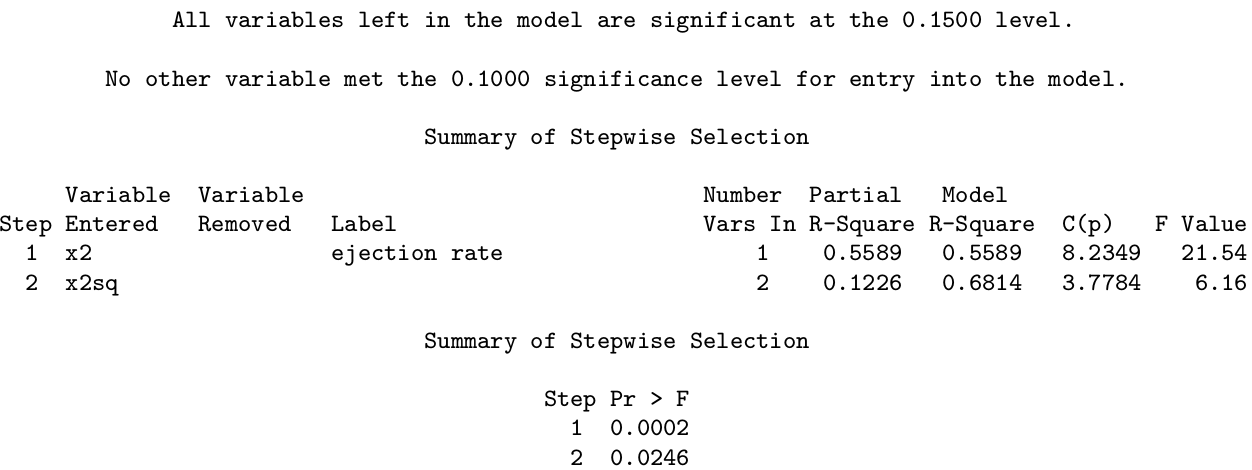 All variables left in the model are significant at the 0.1500 level.
No other variable met the 0.1000 significance level for entry into the model.
Summary of Stepwise Selection
Variable Variable Number Partial Model
Step Entered Removed Label Vars In R-Square R-Square C(p) F Value
1 x2 ejection rate 1 0.5589 0.5589 8.2349 21.54
2 x2sq 2 0.1226 0.6814 3.7784 6.16
Summary of Stepwise Selection
Step Pr > F
1 0.0002
2 0.0246